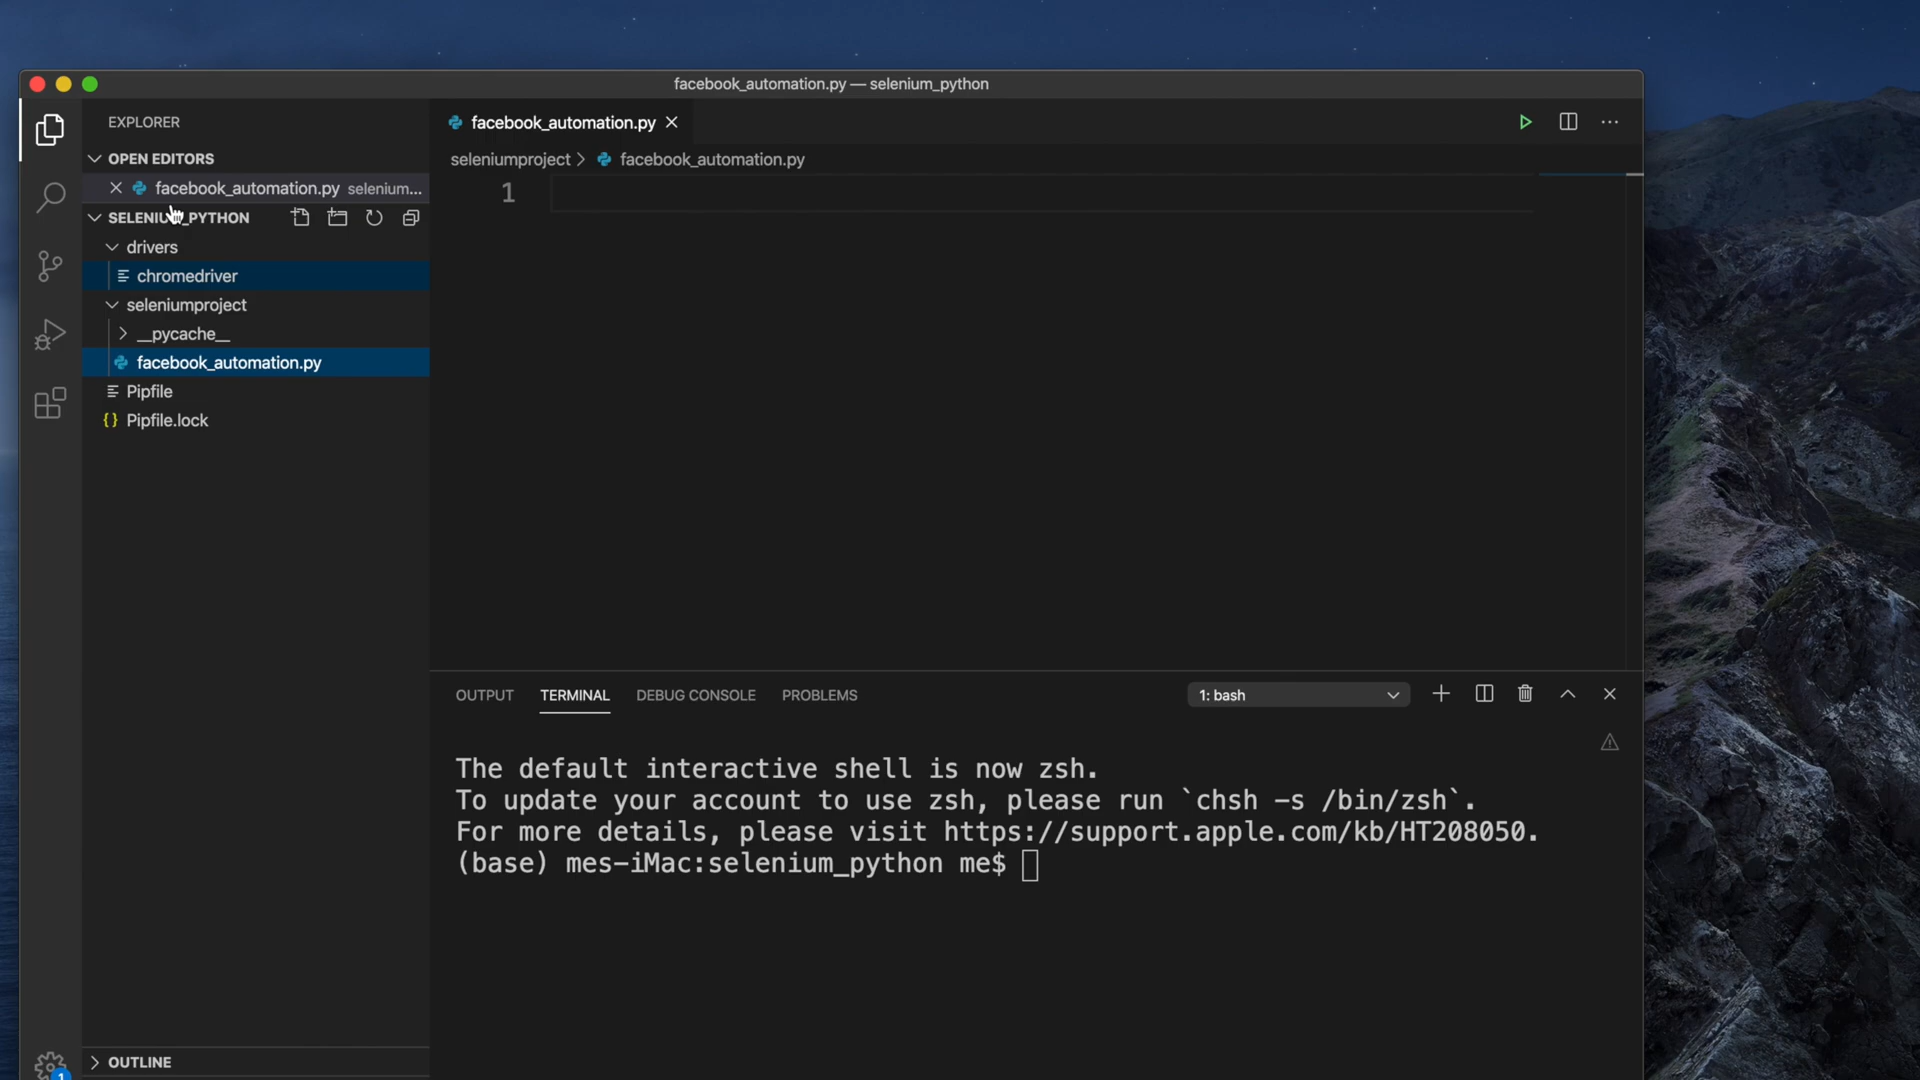 facebook_automation.py — selenium_python
EXPLORER
OPEN EDITORS
facebook_automation.py selenium...
SELENIUM_PYTHON
drivers
chromedriver
seleniumproject
__pycache__
facebook_automation.py
Pipfile
{} Pipfile.lock
OUTLINE
1
facebook_automation.py
seleniumproject > facebook_automation.py
1
OUTPUT TERMINAL DEBUG CONSOLE PROBLEMS
1: bash
The default interactive shell is now zsh.
To update your account to use zsh, please run `chsh -s /bin/zsh`.
For more details, please visit https://support.apple.com/kb/HT208050.
(base) mes-iMac:selenium_python me$